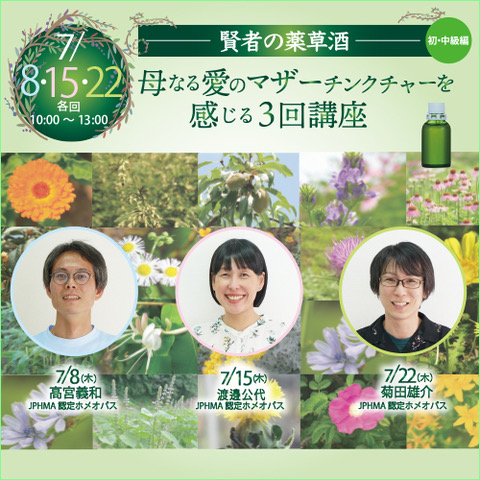 7/
8・15・22
各回
10:00 ～ 13:00
賢者の薬草酒
初・中級編
母なる愛のマザーチンクチャーを
感じる3回講座
7/8(木)
髙宮義和
JPHMA 認定ホメオパス
7/15(木)
渡邊公代
JPHMA 認定ホメオパス
7/22(木)
菊田雄介
JPHMA 認定ホメオパス